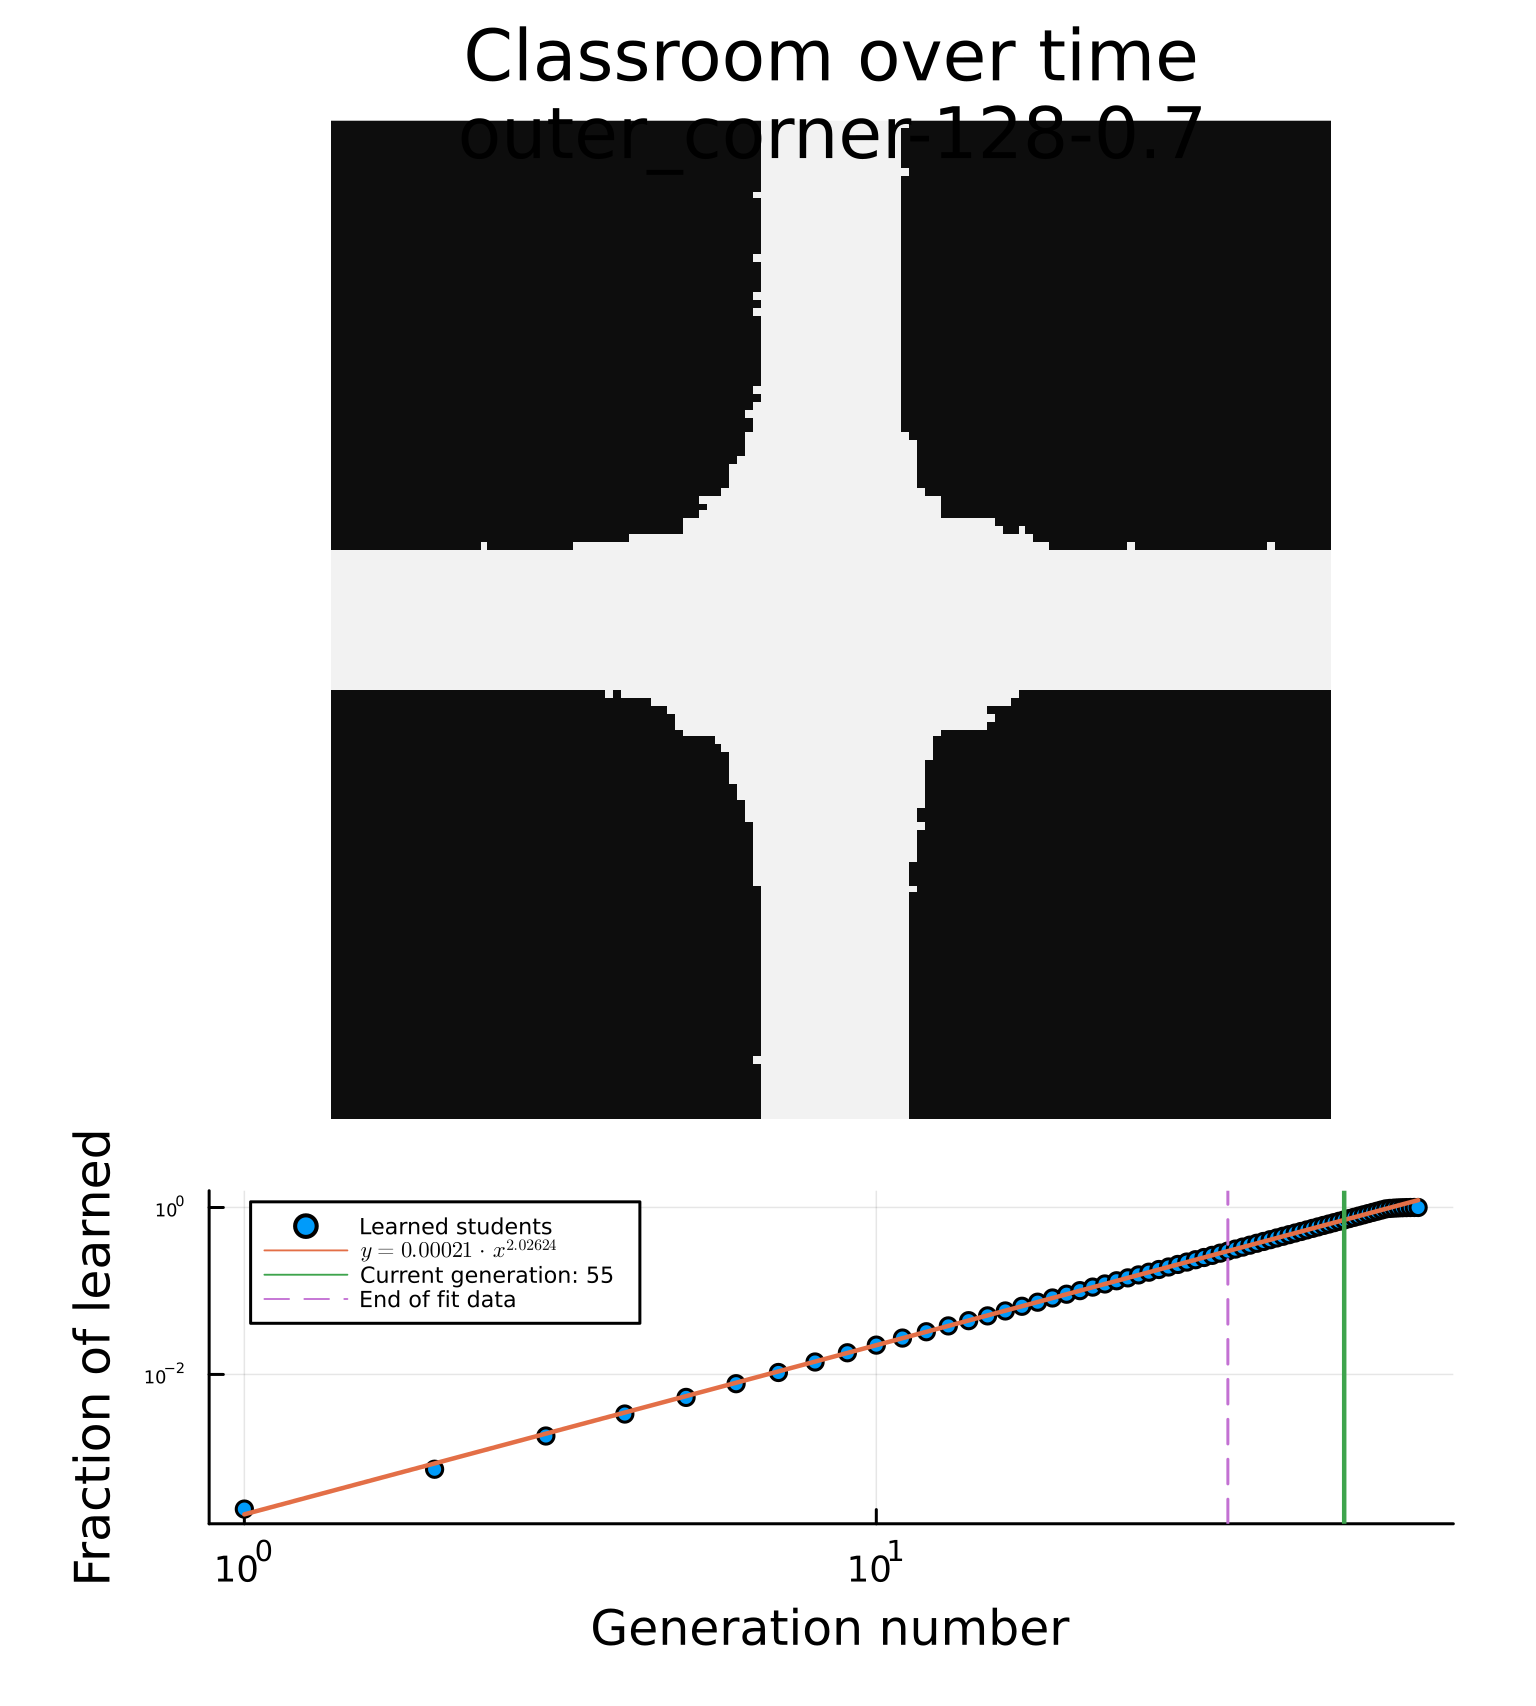 Classroom over time
outer_corner-128-0.7
Fraction of learned
10⁰
10⁻²
Learned students
y = 0.00021 · x^2.02624
Current generation: 55
End of fit data
10⁰
10¹
Generation number